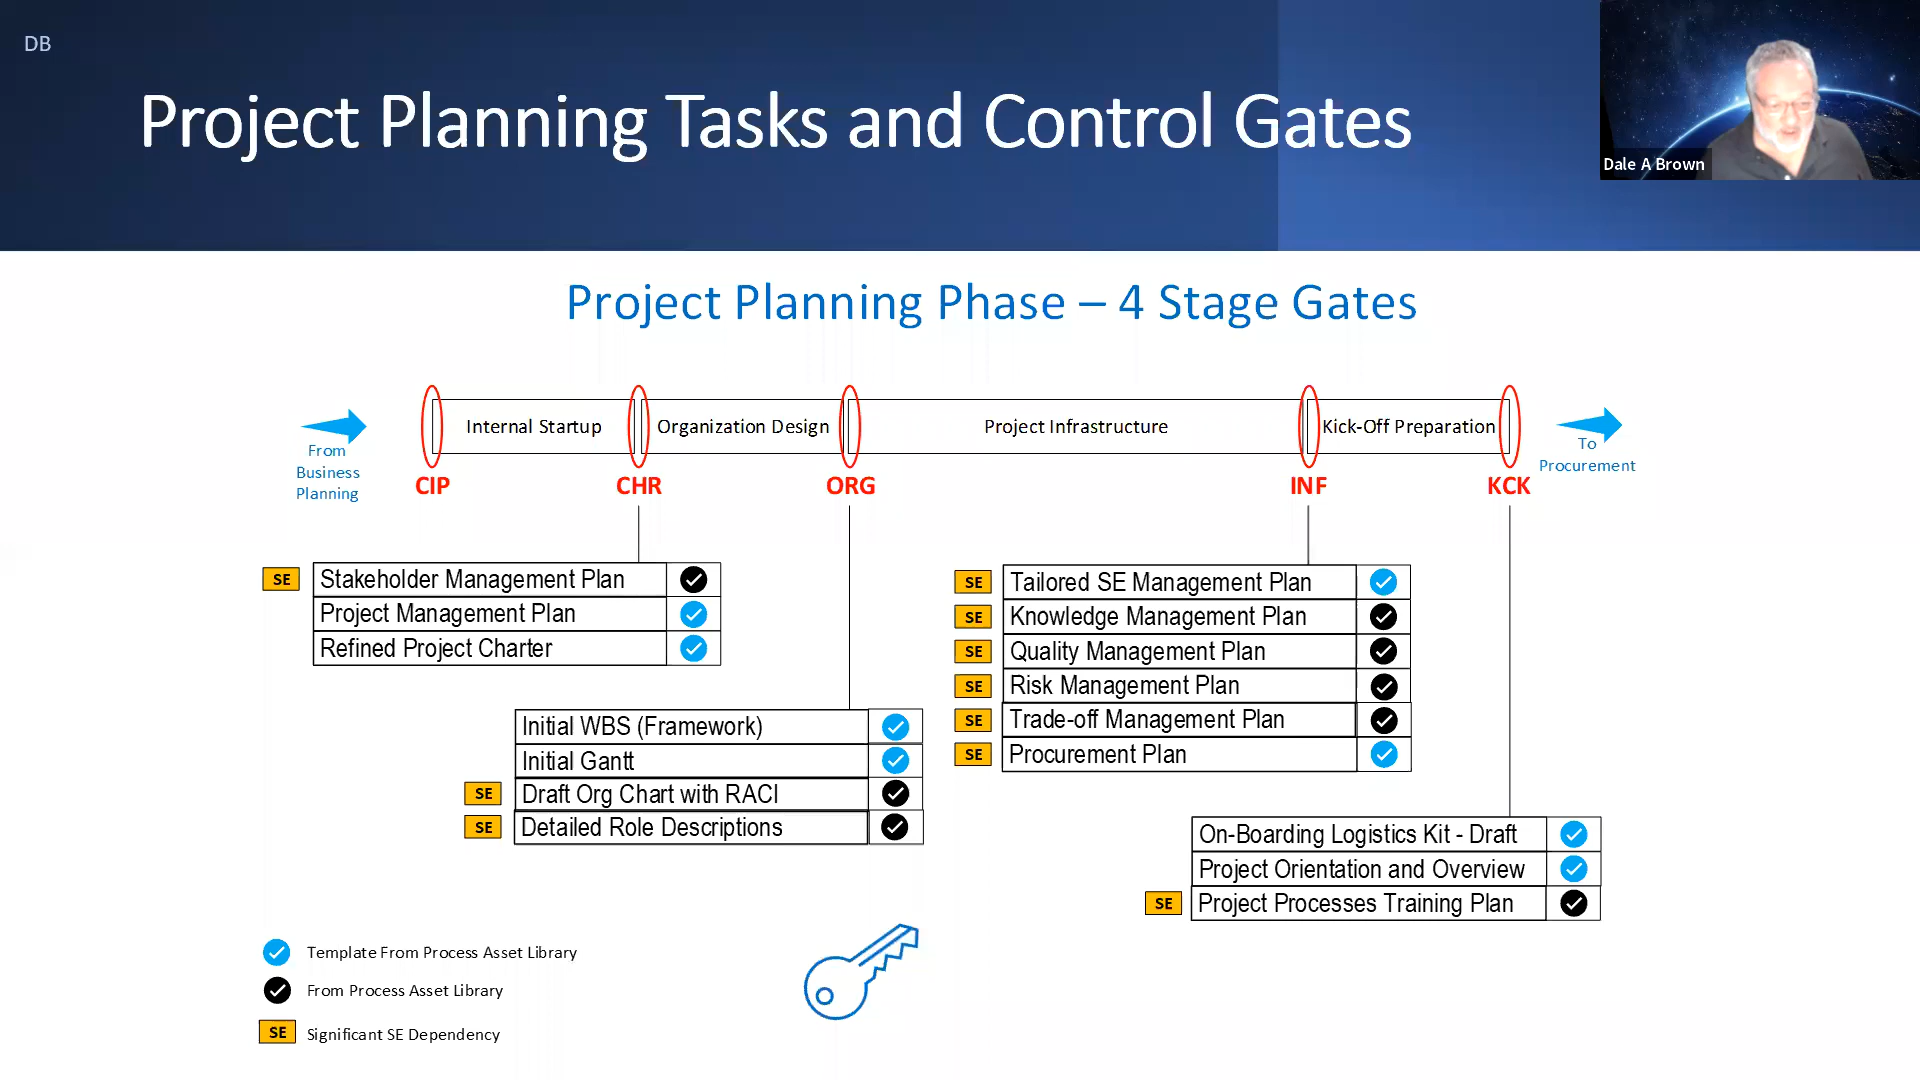 DB
Project Planning Tasks and Control Gates
Dale A Brown
Project Planning Phase – 4 Stage Gates
From
Business
Planning
Internal Startup
Organization Design
Project Infrastructure
Kick-Off Preparation
To
Procurement
CIP
CHR
ORG
INF
KCK
SE Stakeholder Management Plan
Project Management Plan
Refined Project Charter
Initial WBS (Framework)
Initial Gantt
SE Draft Org Chart with RACI
SE Detailed Role Descriptions
SE Tailored SE Management Plan
SE Knowledge Management Plan
SE Quality Management Plan
SE Risk Management Plan
SE Trade-off Management Plan
SE Procurement Plan
On-Boarding Logistics Kit - Draft
Project Orientation and Overview
SE Project Processes Training Plan
Template From Process Asset Library
From Process Asset Library
SE Significant SE Dependency